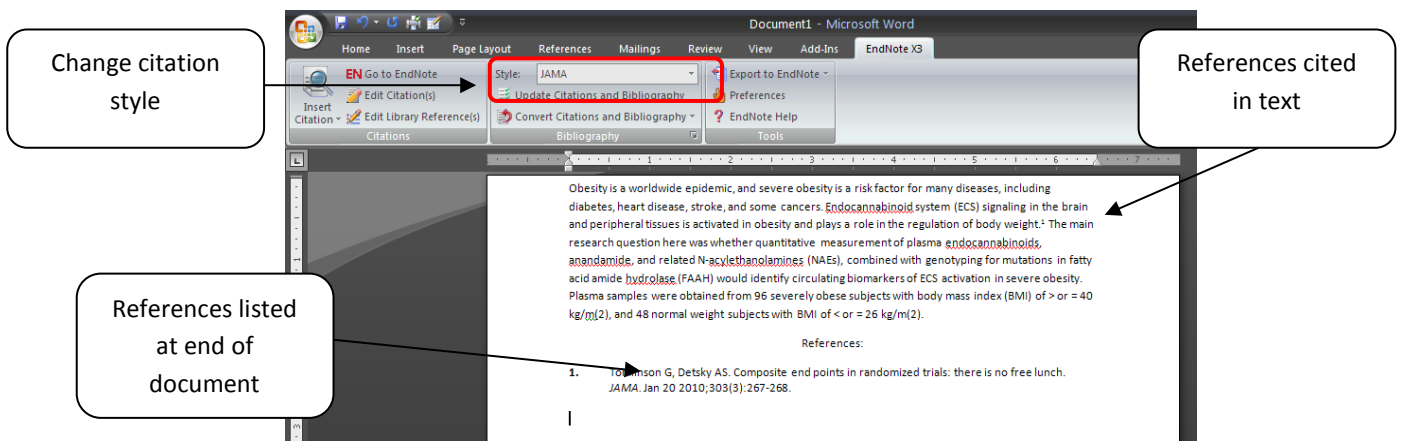 Document1 - Microsoft Word
Home Insert Page Layout References Mailings Review View Add-Ins EndNote X3
Change citation
style
References cited
in text
EN Go to EndNote
Edit Citation(s)
Edit Library Reference(s)
Insert
Citation
Citations
Style: JAMA
Update Citations and Bibliography
Convert Citations and Bibliography
Bibliography
Export to EndNote
Preferences
? EndNote Help
Tools
L
1 2 3 4 5 6 7
Obesity is a worldwide epidemic, and severe obesity is a risk factor for many diseases, including
diabetes, heart disease, stroke, and some cancers. Endocannabinoid system (ECS) signaling in the brain
and peripheral tissues is activated in obesity and plays a role in the regulation of body weight.¹ The main
research question here was whether quantitative measurement of plasma endocannabinoids,
anandamide, and related N-acylethanolamines (NAEs), combined with genotyping for mutations in fatty
acid amide hydrolase (FAAH) would identify circulating biomarkers of ECS activation in severe obesity.
Plasma samples were obtained from 96 severely obese subjects with body mass index (BMI) of > or = 40
kg/m(2), and 48 normal weight subjects with BMI of < or = 26 kg/m(2).
References listed
at end of
document
References:
1. Tomlinson G, Detsky AS. Composite end points in randomized trials: there is no free lunch.
JAMA. Jan 20 2010;303(3):267-268.